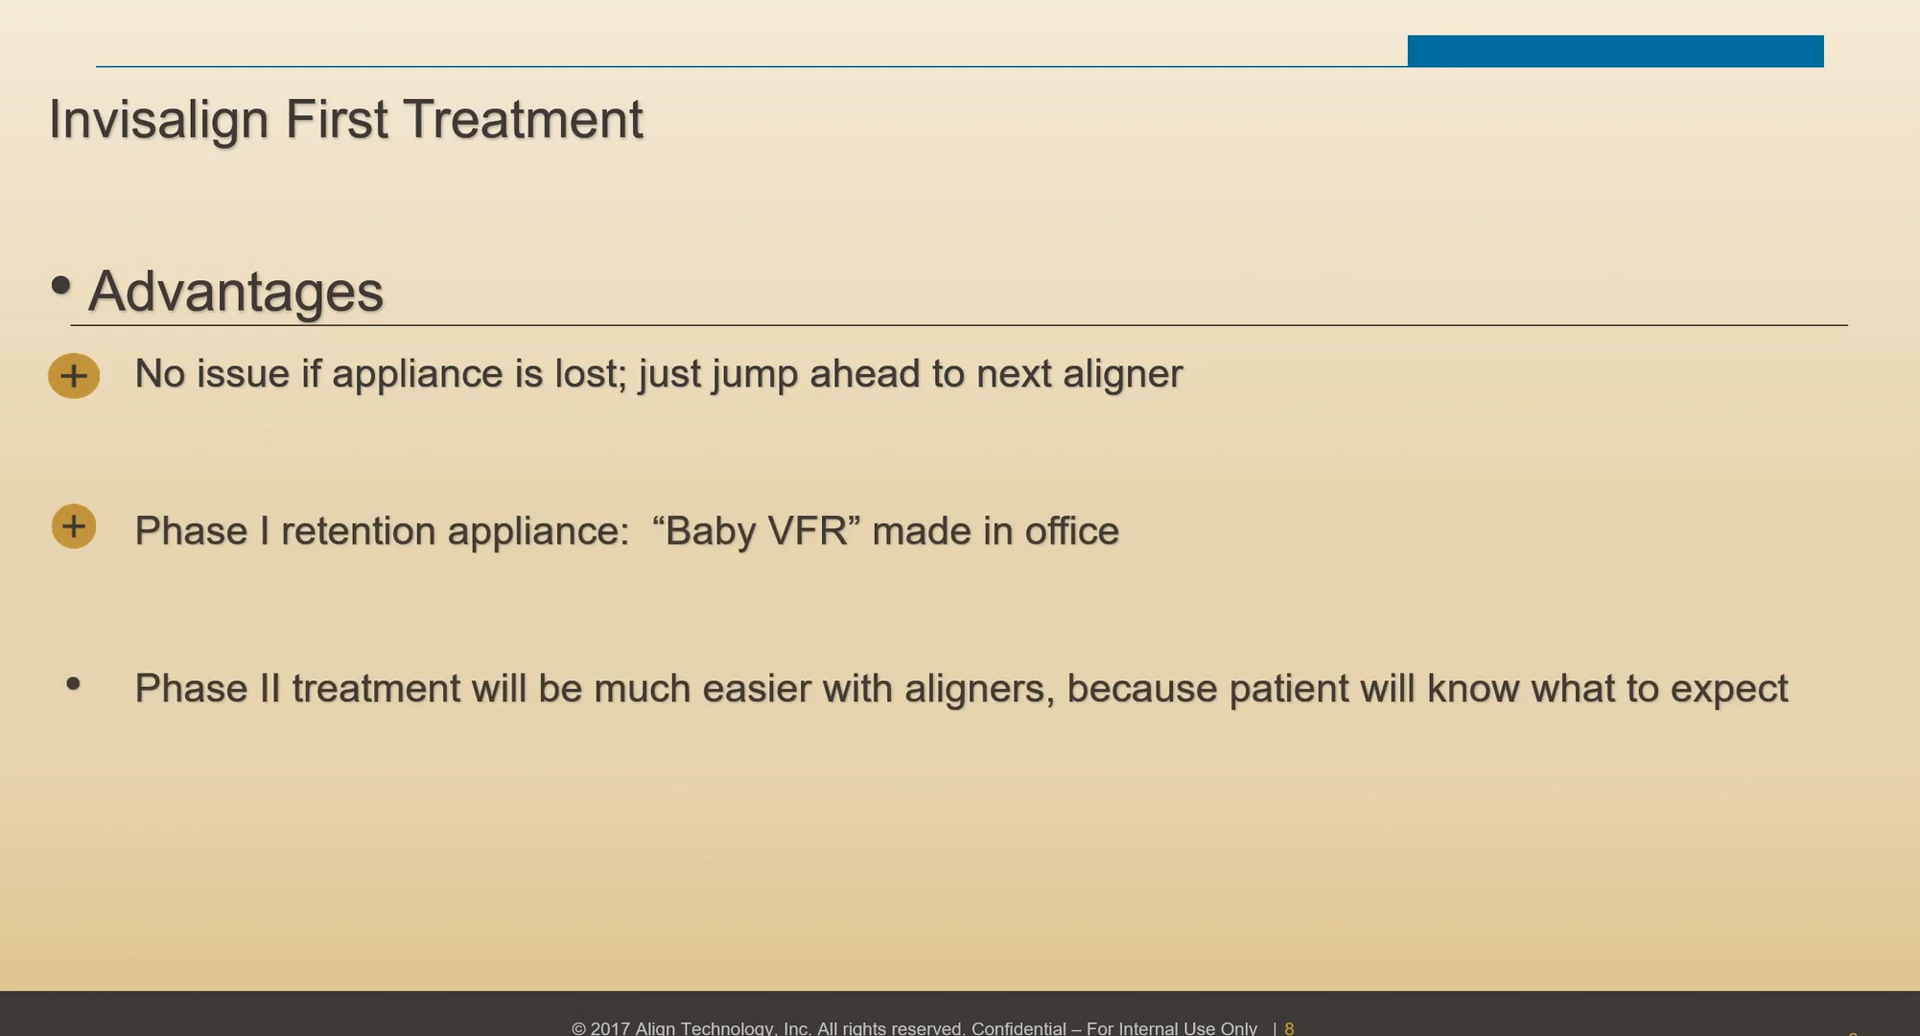 Invisalign First Treatment
• Advantages
+ No issue if appliance is lost; just jump ahead to next aligner
+ Phase I retention appliance:  “Baby VFR” made in office
• Phase II treatment will be much easier with aligners, because patient will know what to expect
© 2017 Align Technology, Inc. All rights reserved. Confidential – For Internal Use Only | 8